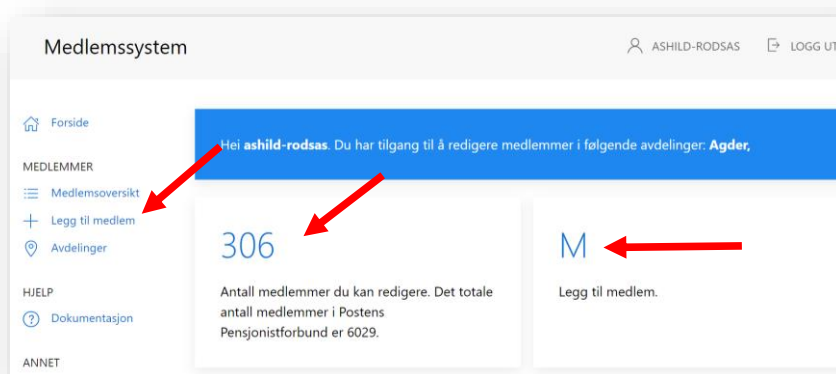 Medlemssystem
ASHILD-RODSAS
LOGG UT
Forside
Hei ashild-rodsas. Du har tilgang til å redigere medlemmer i følgende avdelinger: Agder,
MEDLEMMER
Medlemsoversikt
Legg til medlem
Avdelinger
306
Antall medlemmer du kan redigere. Det totale
antall medlemmer i Postens
Pensjonistforbund er 6029.
M
Legg til medlem.
HJELP
Dokumentasjon
ANNET